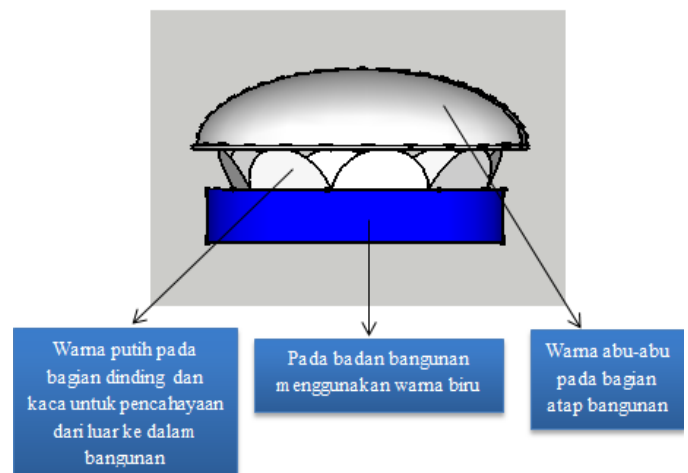 Warna putih pada
bagian dinding dan
kaca untuk pencahayaan
dari luar ke dalam
bangunan
Pada badan bangunan
menggunakan warna biru
Warna abu-abu
pada bagian
atap bangunan